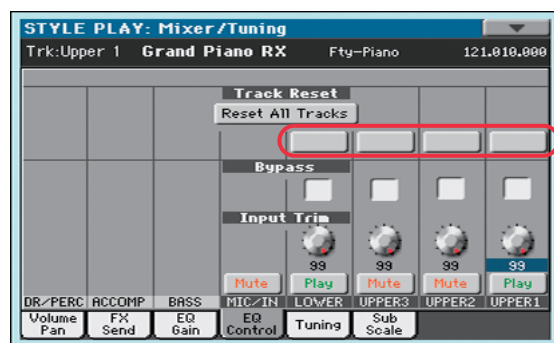 STYLE PLAY: Mixer/Tuning
Trk:Upper 1 Grand Piano RX Fty-Piano 121.010.000
Track Reset
Reset All Tracks
Bypass
Input Trim
99 99 99 99
Mute Play Mute Mute Play
DR/PERC ACCOMP BASS MIC/IN LOWER UPPER3 UPPER2 UPPER1
Volume Pan FX Send EQ Gain EQ Control Tuning Sub Scale